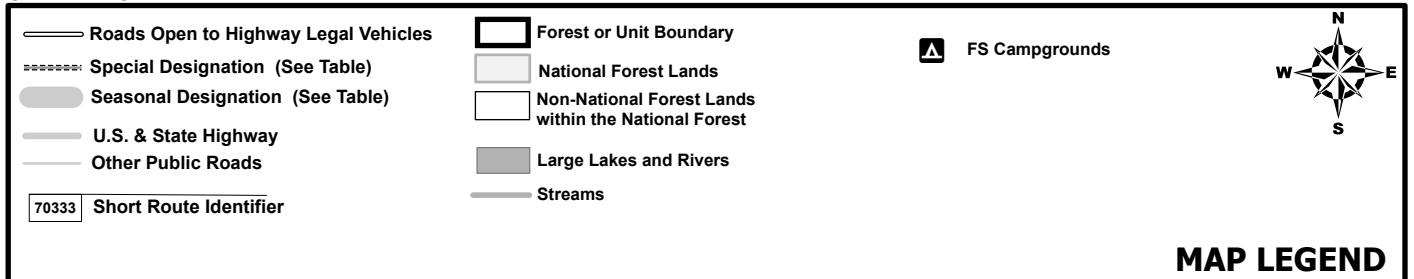 Roads Open to Highway Legal Vehicles
Special Designation (See Table)
Seasonal Designation (See Table)
U.S. & State Highway
Other Public Roads
70333 Short Route Identifier
Forest or Unit Boundary
National Forest Lands
Non-National Forest Lands
within the National Forest
Large Lakes and Rivers
Streams
FS Campgrounds
N
W E
S
MAP LEGEND